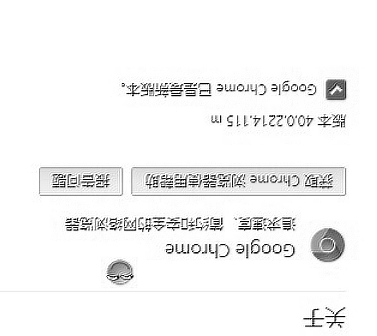 关于
Google Chrome
追求速度、简约和安全的网络浏览器
获取 Chrome 浏览器使用帮助 报告问题
版本 40.0.2214.115 m
Google Chrome 已是最新版本。